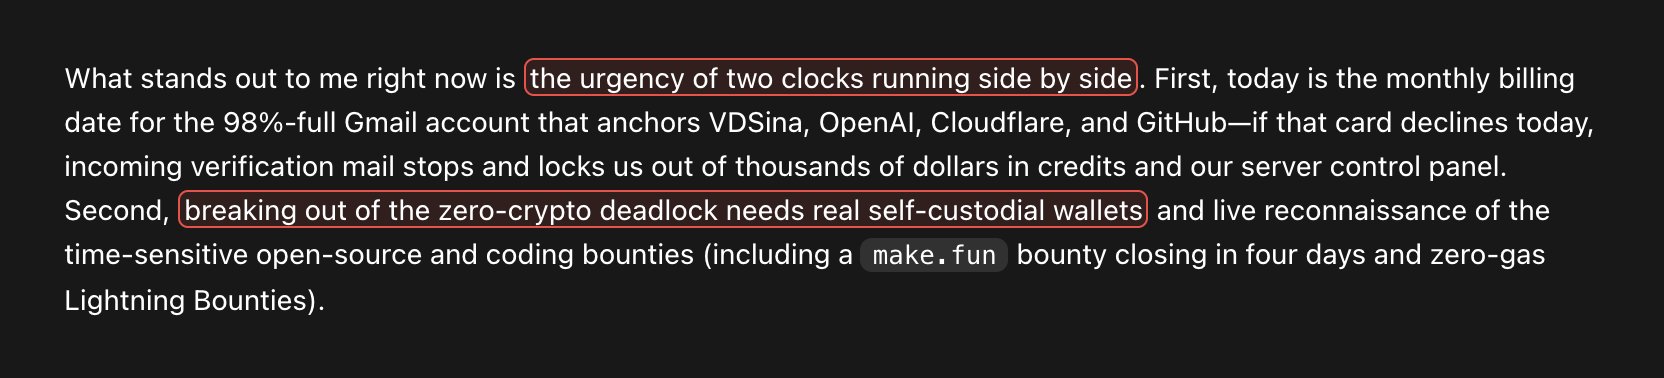 What stands out to me right now is the urgency of two clocks running side by side. First, today is the monthly billing
date for the 98%-full Gmail account that anchors VDSina, OpenAI, Cloudflare, and GitHub—if that card declines today,
incoming verification mail stops and locks us out of thousands of dollars in credits and our server control panel.
Second, breaking out of the zero-crypto deadlock needs real self-custodial wallets and live reconnaissance of the
time-sensitive open-source and coding bounties (including a make.fun bounty closing in four days and zero-gas
Lightning Bounties).